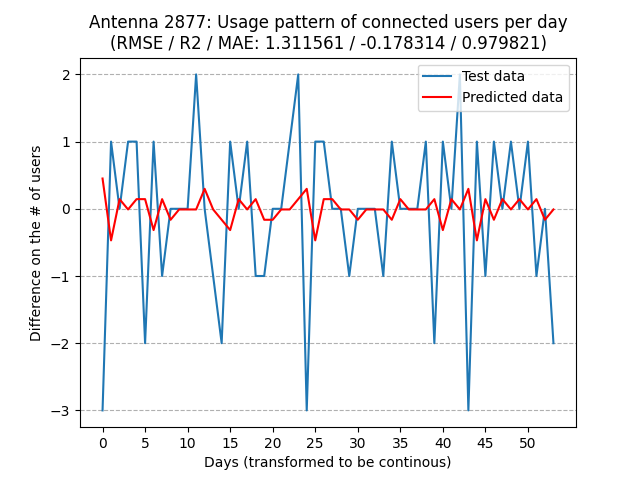 Antenna 2877: Usage pattern of connected users per day
(RMSE / R2 / MAE: 1.311561 / -0.178314 / 0.979821)
Test data
Predicted data
Difference on the # of users
2
1
0
−1
−2
−3
0 5 10 15 20 25 30 35 40 45 50
Days (transformed to be continous)